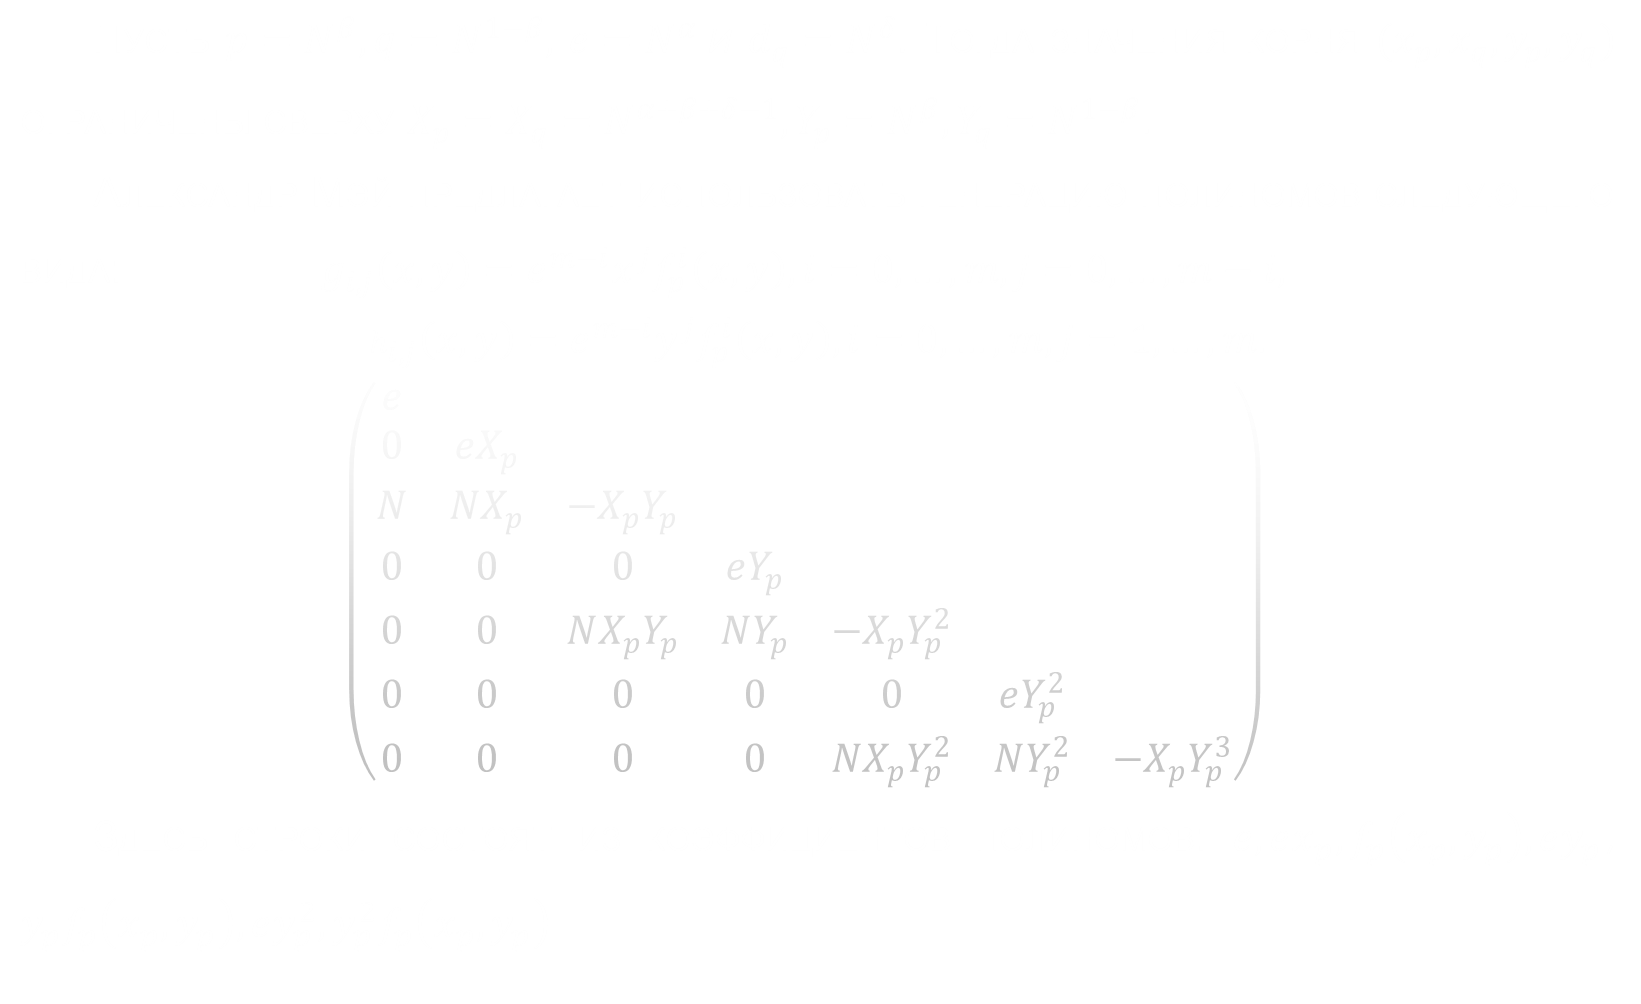 e
0 eX_p
N NX_p −X_pY_p
0 0 0 eY_p
0 0 NX_pY_p NY_p −X_pY_p^2
0 0 0 0 0 eY_p^2
0 0 0 0 NX_pY_p^2 NY_p^2 −X_pY_p^3